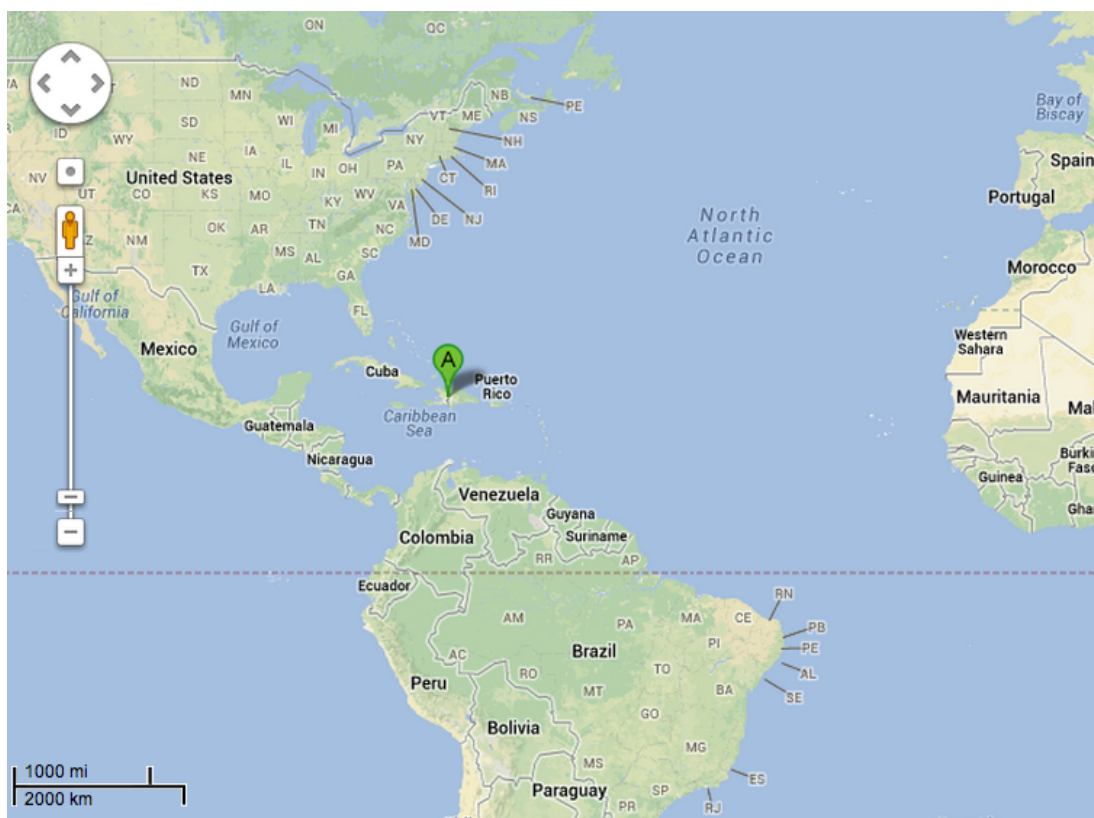 ON
QC
ND
MN
NB
PE
VT
ME
NS
WI
MI
NY
NH
ID
SD
WY
IA
PA
MA
NE
IL
IN
OH
CT
RI
NV
UT
United States
CO
KS
MO
KY
WV
VA
DE
NJ
CA
OK
AR
TN
NC
MD
NM
MS
AL
SC
TX
GA
LA
FL
Gulf of
California
Gulf of
Mexico
Mexico
North
Atlantic
Ocean
Bay of
Biscay
Spain
Portugal
Morocco
Western
Sahara
Mauritania
Mal
Burkin
Faso
Guinea
Ghan
A
Cuba
Puerto
Rico
Caribbean
Sea
Guatemala
Nicaragua
Venezuela
Guyana
Colombia
Suriname
RR
AP
Ecuador
AM
PA
MA
CE
RN
PI
PB
PE
AC
Brazil
TO
AL
RO
Peru
MT
BA
SE
GO
Bolivia
MG
MS
ES
Paraguay
SP
PR
RJ
1000 mi
2000 km